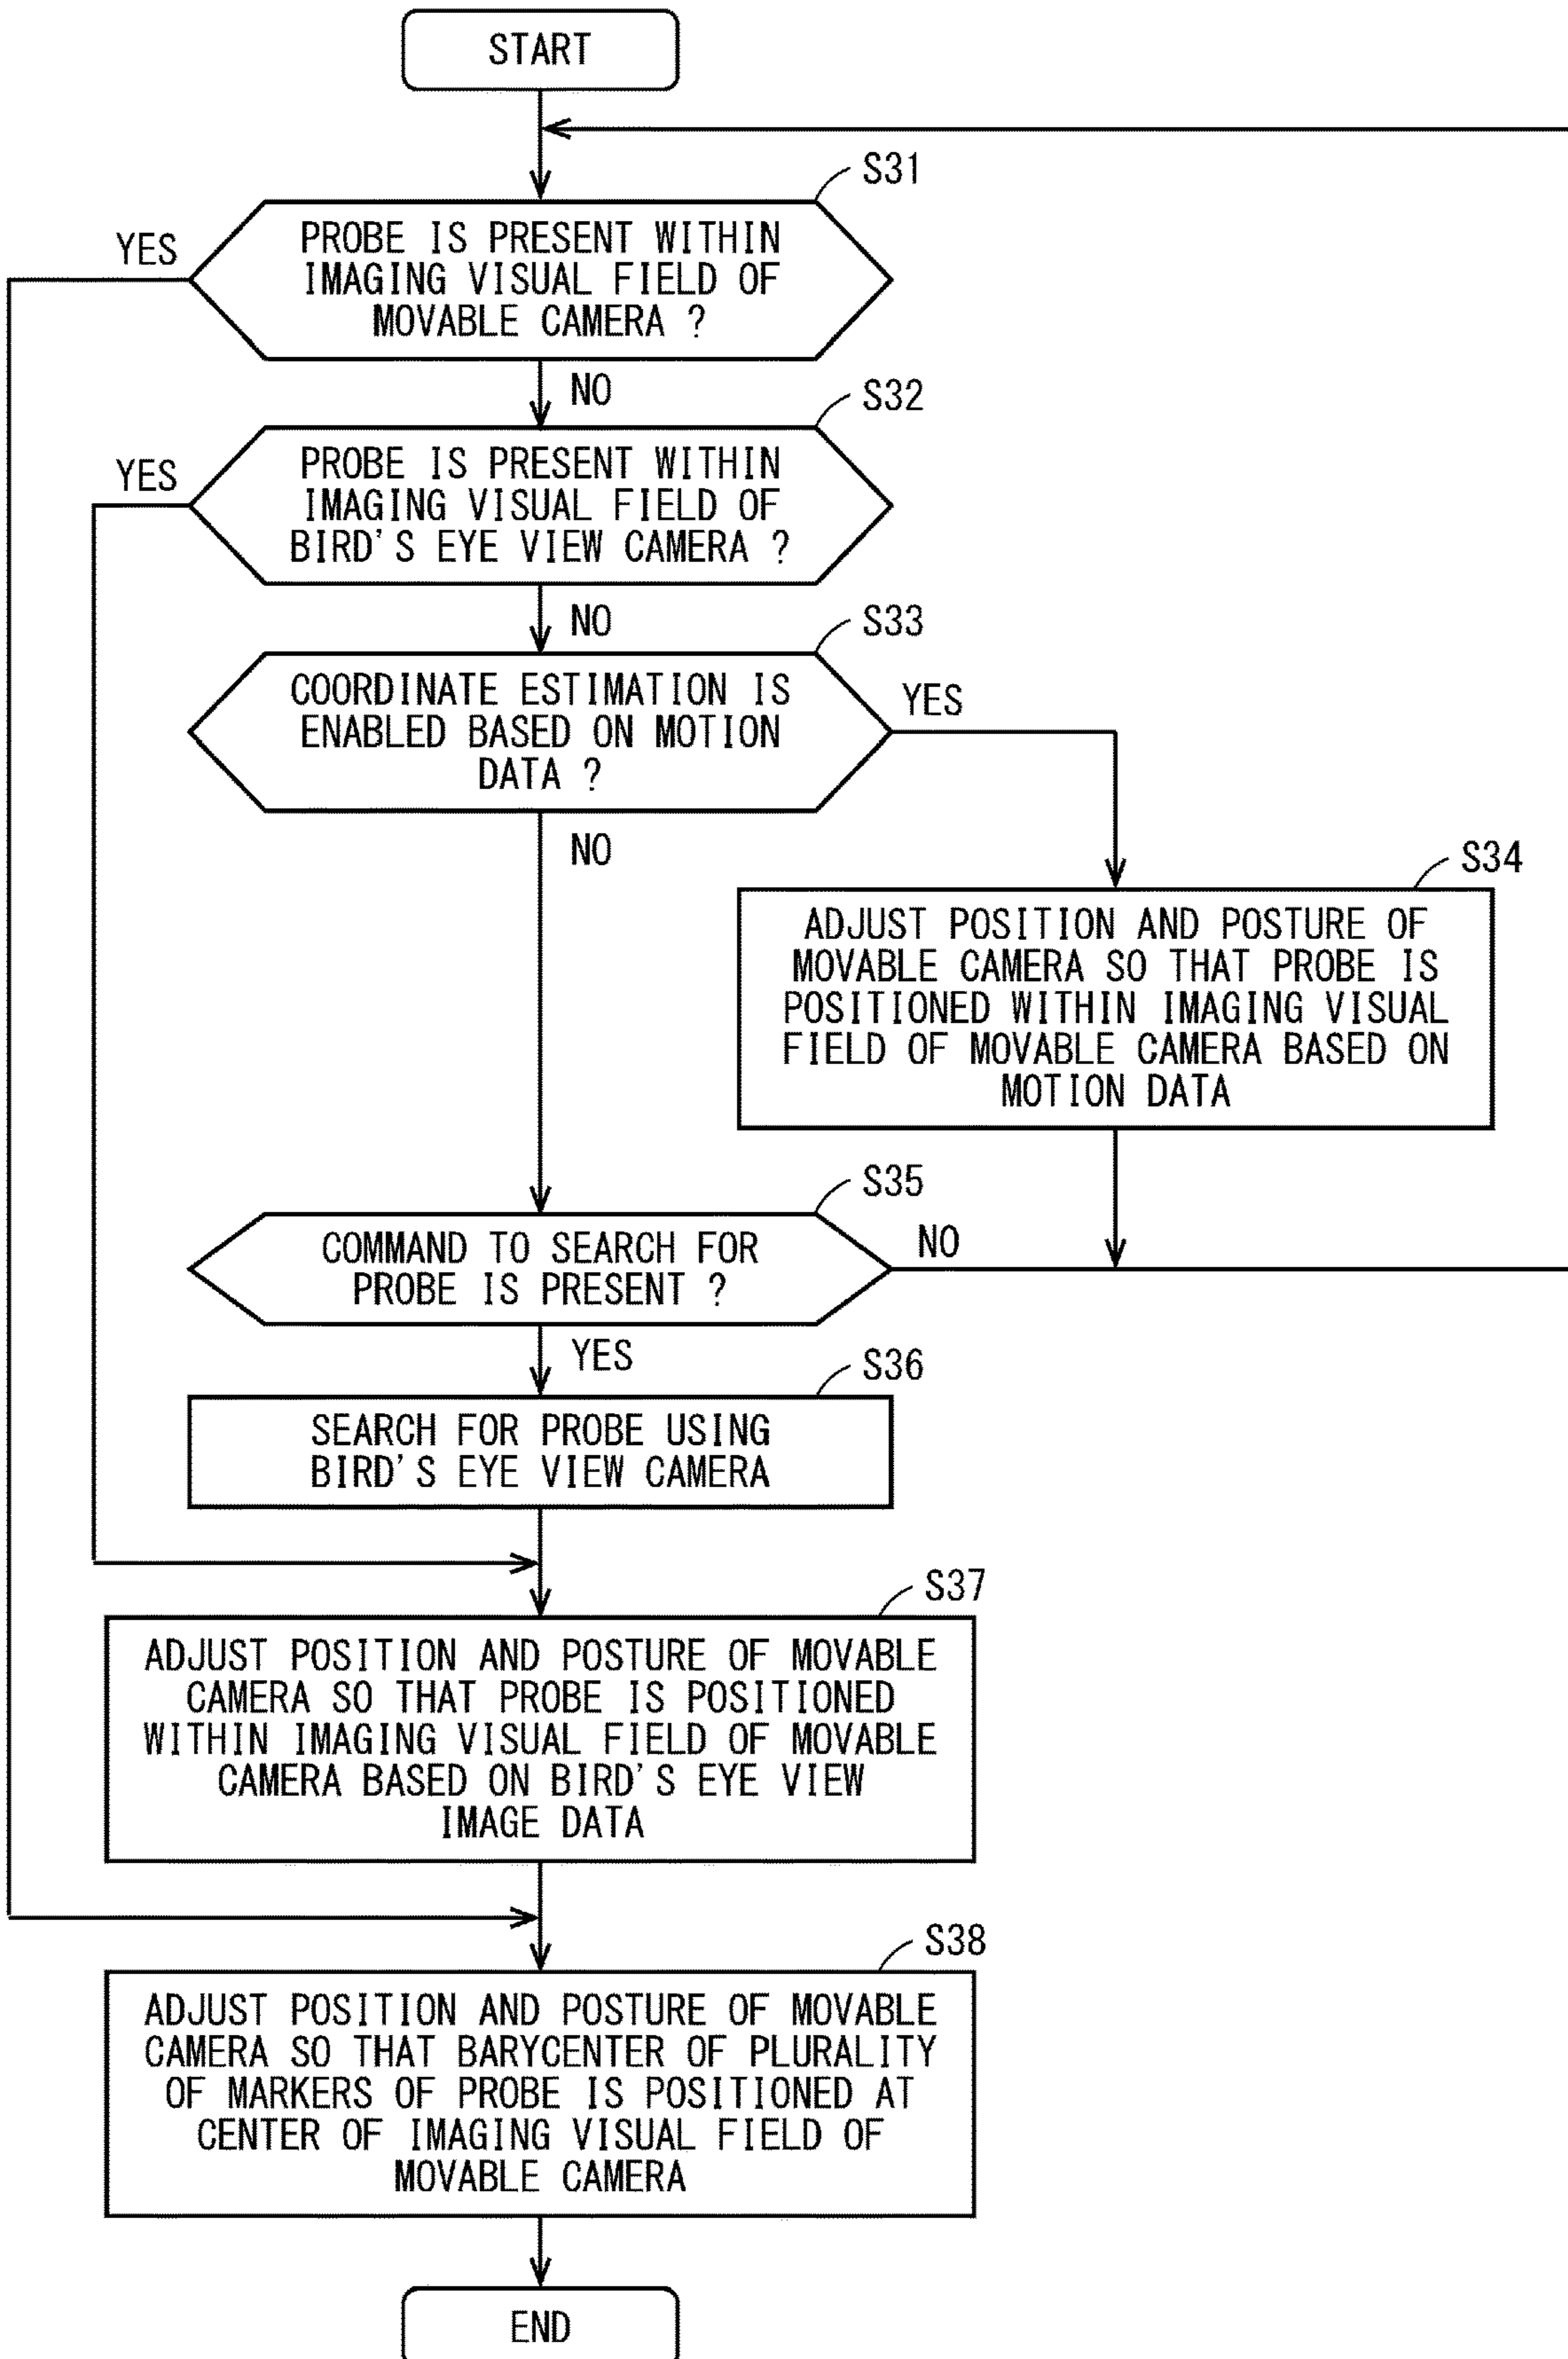 START
S31
YES
PROBE IS PRESENT WITHIN
IMAGING VISUAL FIELD OF
MOVABLE CAMERA ?
NO
S32
YES
PROBE IS PRESENT WITHIN
IMAGING VISUAL FIELD OF
BIRD'S EYE VIEW CAMERA ?
NO
S33
COORDINATE ESTIMATION IS
ENABLED BASED ON MOTION
DATA ?
YES
NO
S34
ADJUST POSITION AND POSTURE OF
MOVABLE CAMERA SO THAT PROBE IS
POSITIONED WITHIN IMAGING VISUAL
FIELD OF MOVABLE CAMERA BASED ON
MOTION DATA
S35
COMMAND TO SEARCH FOR
PROBE IS PRESENT ?
NO
YES
S36
SEARCH FOR PROBE USING
BIRD'S EYE VIEW CAMERA
S37
ADJUST POSITION AND POSTURE OF MOVABLE
CAMERA SO THAT PROBE IS POSITIONED
WITHIN IMAGING VISUAL FIELD OF MOVABLE
CAMERA BASED ON BIRD'S EYE VIEW
IMAGE DATA
S38
ADJUST POSITION AND POSTURE OF MOVABLE
CAMERA SO THAT BARYCENTER OF PLURALITY
OF MARKERS OF PROBE IS POSITIONED AT
CENTER OF IMAGING VISUAL FIELD OF
MOVABLE CAMERA
END